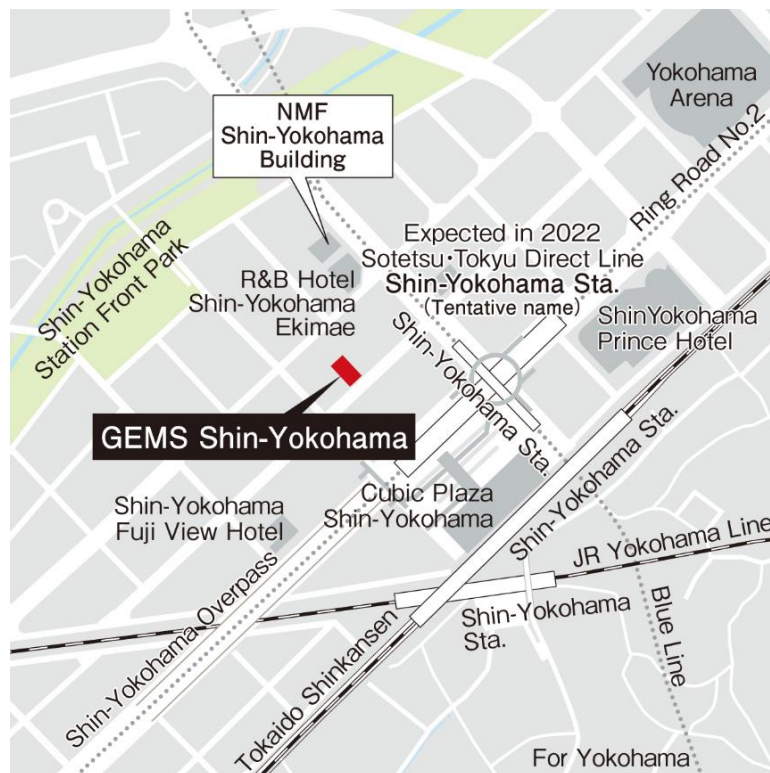 Yokohama
Arena
NMF
Shin-Yokohama
Building
Ring Road No.2
Expected in 2022
Sotetsu・Tokyu Direct Line
Shin-Yokohama Sta.
(Tentative name)
Shin-Yokohama
Station Front Park
R&B Hotel
Shin-Yokohama
Ekimae
ShinYokohama
Prince Hotel
Shin-Yokohama Sta.
GEMS Shin-Yokohama
Shin-Yokohama Sta.
Cubic Plaza
Shin-Yokohama
Shin-Yokohama
Fuji View Hotel
JR Yokohama Line
Shin-Yokohama Overpass
Shin-Yokohama
Sta.
Blue Line
Tokaido Shinkansen
For Yokohama